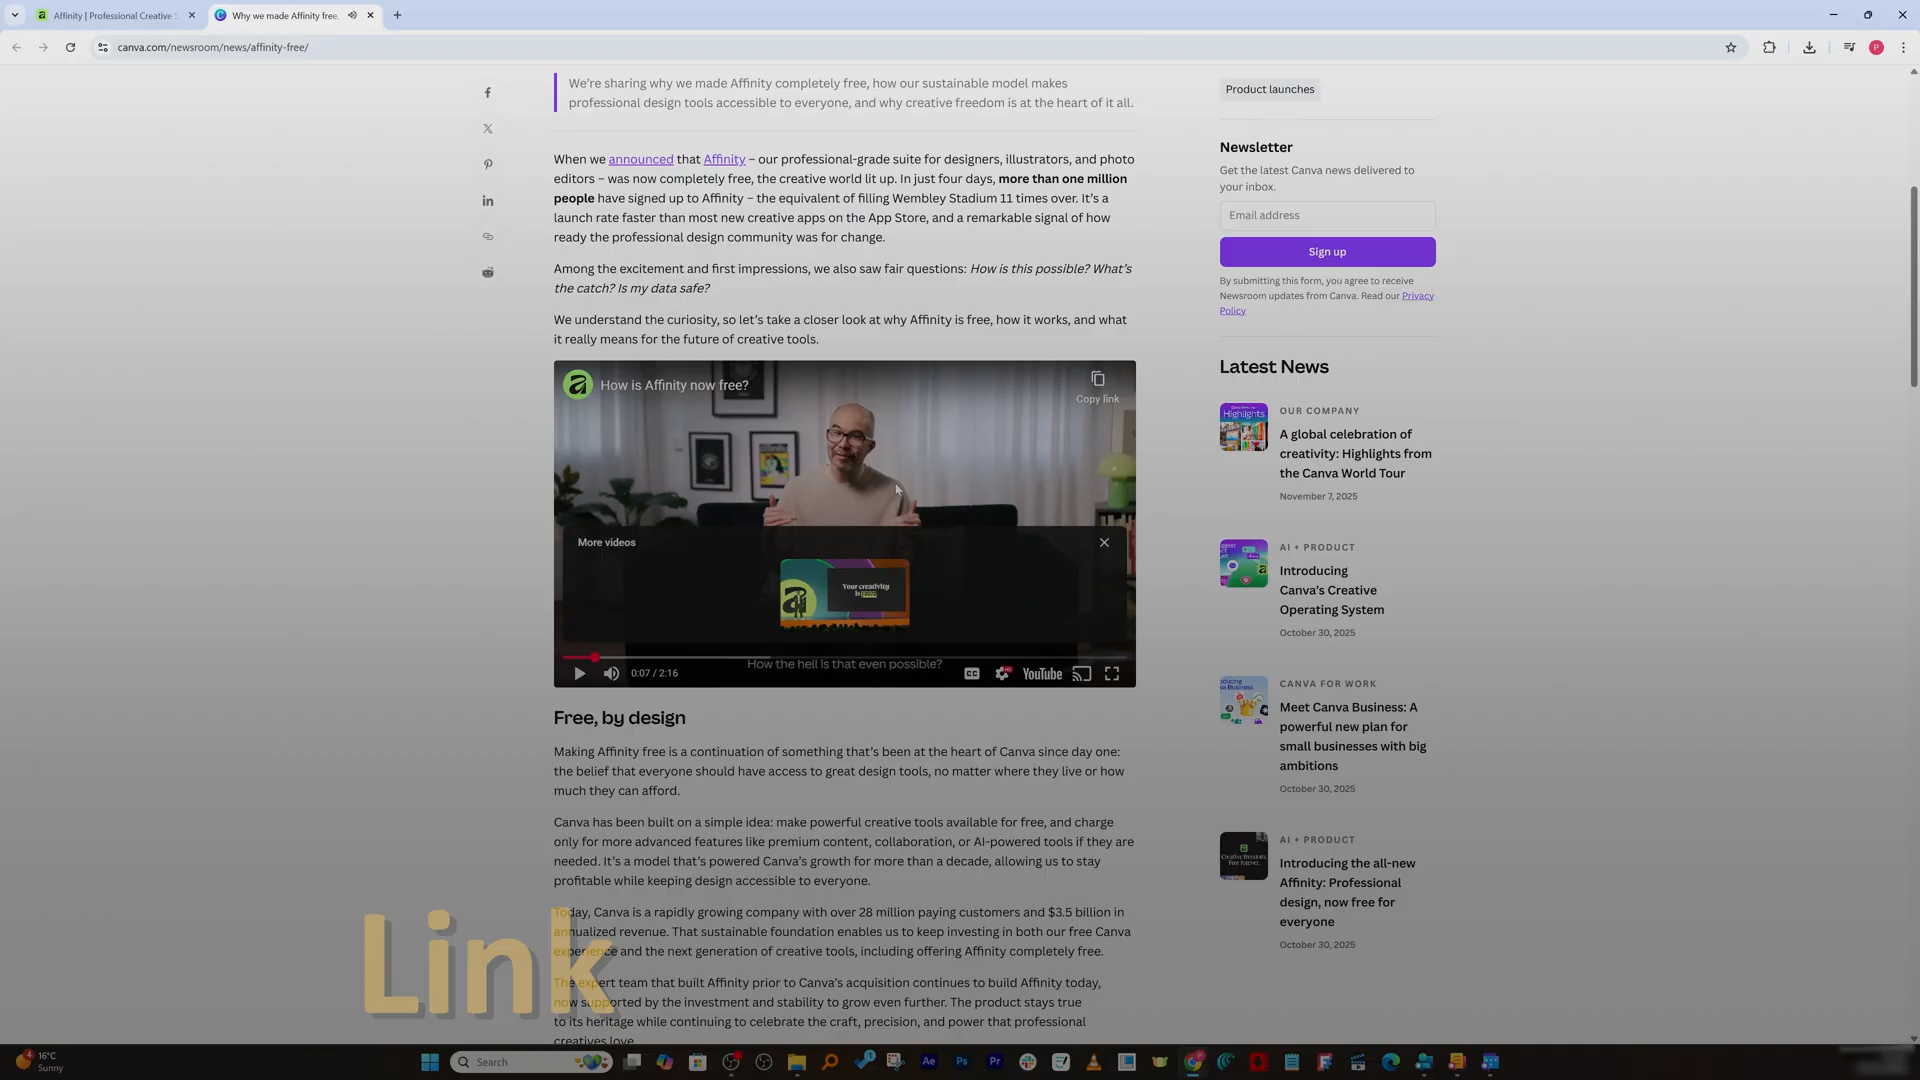 Affinity | Professional Creative S
Why we made Affinity free,
canva.com/newsroom/news/affinity-free/
We're sharing why we made Affinity completely free, how our sustainable model makes
professional design tools accessible to everyone, and why creative freedom is at the heart of it all.
When we announced that Affinity – our professional-grade suite for designers, illustrators, and photo
editors – was now completely free, the creative world lit up. In just four days, more than one million
people have signed up to Affinity – the equivalent of filling Wembley Stadium 11 times over. It's a
launch rate faster than most new creative apps on the App Store, and a remarkable signal of how
ready the professional design community was for change.
Among the excitement and first impressions, we also saw fair questions: How is this possible? What's
the catch? Is my data safe?
We understand the curiosity, so let's take a closer look at why Affinity is free, how it works, and what
it really means for the future of creative tools.
How is Affinity now free?
Copy link
More videos
Your creativity
is
How the hell is that even possible?
0:07 / 2:16
CC
HD
YouTube
Free, by design
Making Affinity free is a continuation of something that's been at the heart of Canva since day one:
the belief that everyone should have access to great design tools, no matter where they live or how
much they can afford.
Canva has been built on a simple idea: make powerful creative tools available for free, and charge
only for more advanced features like premium content, collaboration, or AI-powered tools if they are
needed. It's a model that's powered Canva's growth for more than a decade, allowing us to stay
profitable while keeping design accessible to everyone.
Today, Canva is a rapidly growing company with over 28 million paying customers and $3.5 billion in
annualized revenue. That sustainable foundation enables us to keep investing in both our free Canva
experience and the next generation of creative tools, including offering Affinity completely free.
The expert team that built Affinity prior to Canva's acquisition continues to build Affinity today,
now supported by the investment and stability to grow even further. The product stays true
to its heritage while continuing to celebrate the craft, precision, and power that professional
creatives love.
Link
Product launches
Newsletter
Get the latest Canva news delivered to
your inbox.
Email address
Sign up
By submitting this form, you agree to receive
Newsroom updates from Canva. Read our Privacy
Policy
Latest News
Highlights
OUR COMPANY
A global celebration of
creativity: Highlights from
the Canva World Tour
November 7, 2025
AI + PRODUCT
Introducing
Canva's Creative
Operating System
October 30, 2025
CANVA FOR WORK
Meet Canva Business: A
powerful new plan for
small businesses with big
ambitions
October 30, 2025
Creative Freedom.
Free forever.
AI + PRODUCT
Introducing the all-new
Affinity: Professional
design, now free for
everyone
October 30, 2025
4
16°C
Sunny
Search
1
Ae
Ps
Pr
P